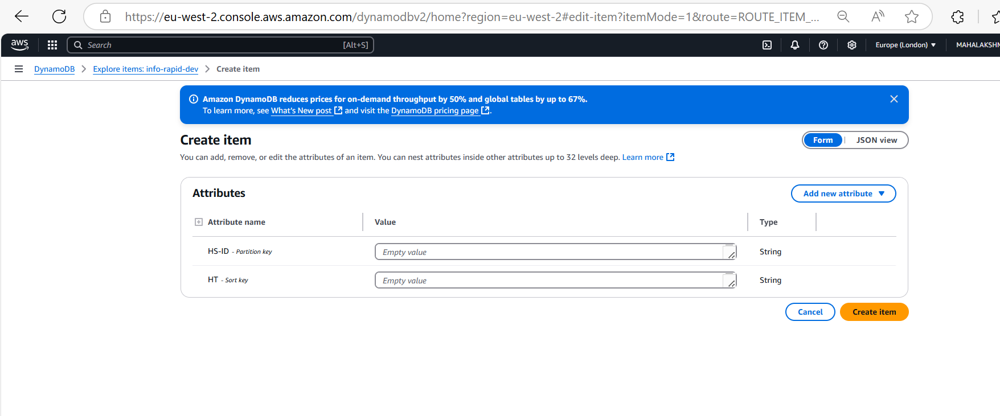 https://eu-west-2.console.aws.amazon.com/dynamodbv2/home?region=eu-west-2#edit-item?itemMode=1&route=ROUTE_ITEM_...
aws
Search [Alt+S]
Europe (London)
MAHALAKSHM
DynamoDB > Explore items: info-rapid-dev > Create item
Amazon DynamoDB reduces prices for on-demand throughput by 50% and global tables by up to 67%.
To learn more, see What's New post and visit the DynamoDB pricing page.
Create item
Form JSON view
You can add, remove, or edit the attributes of an item. You can nest attributes inside other attributes up to 32 levels deep. Learn more
Attributes
Add new attribute
Attribute name Value Type
HS-ID - Partition key Empty value String
HT - Sort key Empty value String
Cancel Create item